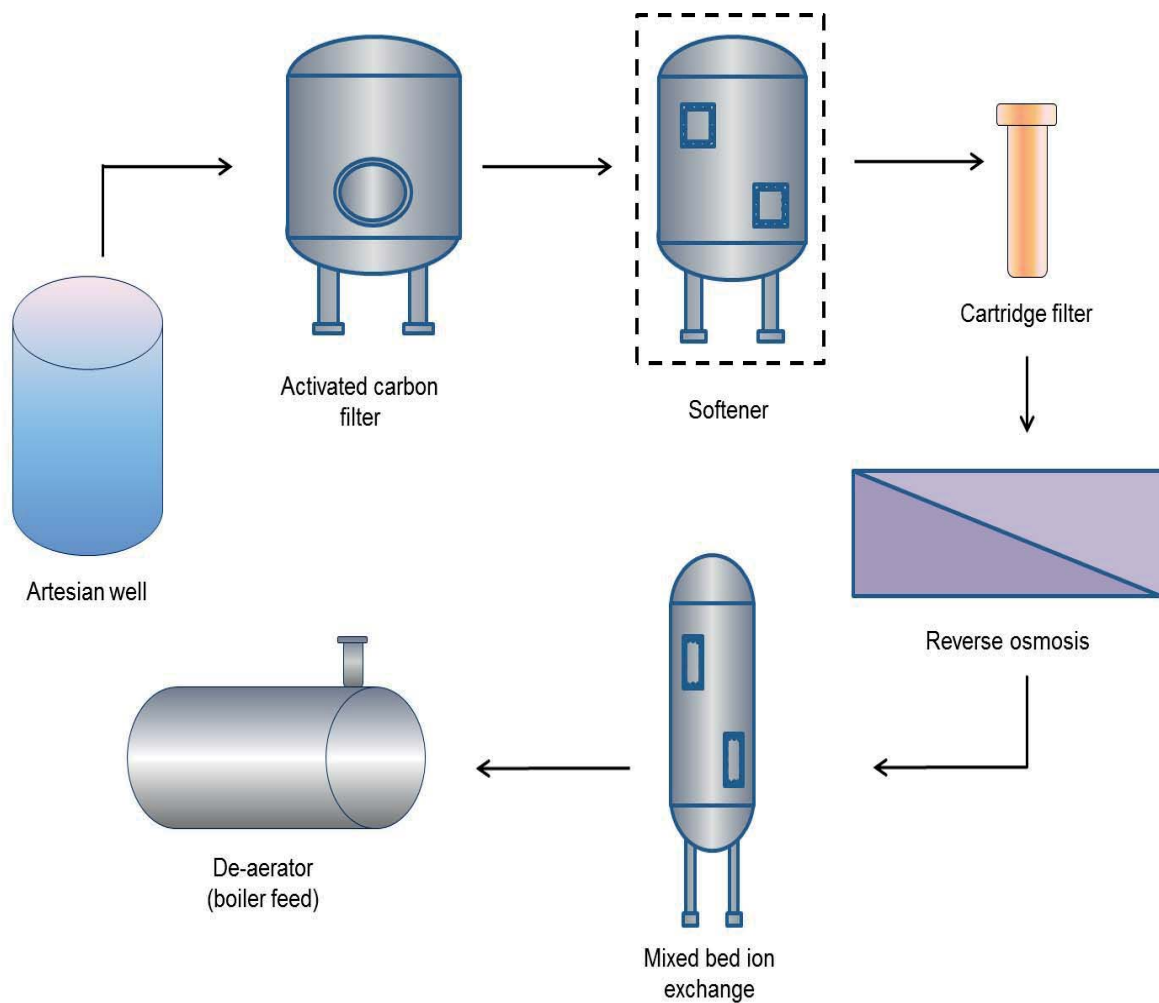 Artesian well
Activated carbon
filter
Softener
Cartridge filter
Reverse osmosis
Mixed bed ion
exchange
De-aerator
(boiler feed)